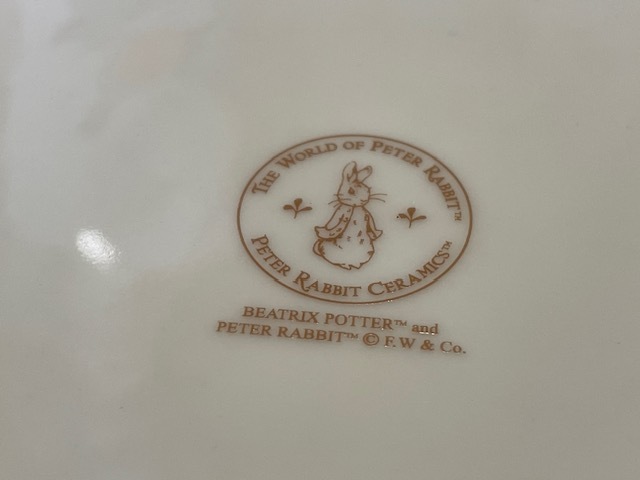 THE WORLD OF PETER RABBIT™
PETER RABBIT CERAMICS™
BEATRIX POTTER™ and
PETER RABBIT™ © F.W & Co.